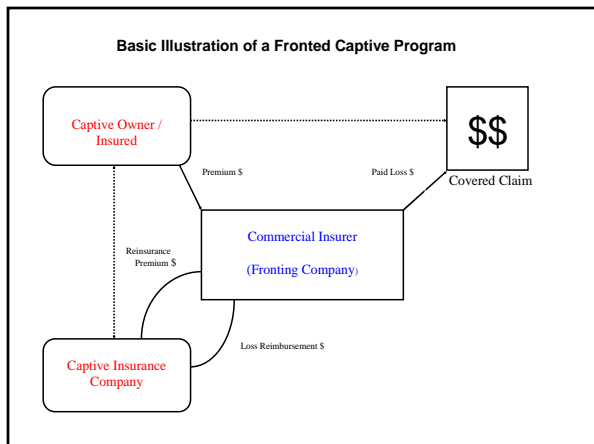 Basic Illustration of a Fronted Captive Program
Captive Owner /
Insured
$$
Premium $
Paid Loss $
Covered Claim
Commercial Insurer
(Fronting Company)
Reinsurance
Premium $
Loss Reimbursement $
Captive Insurance
Company